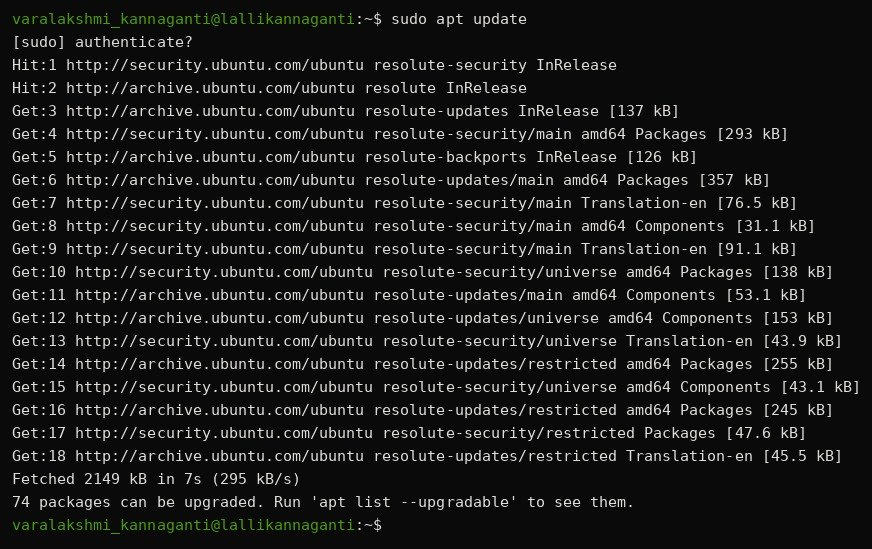 varalakshmi_kannaganti@lallikannaganti:~$ sudo apt update
[sudo] authenticate?
Hit:1 http://security.ubuntu.com/ubuntu resolute-security InRelease
Hit:2 http://archive.ubuntu.com/ubuntu resolute InRelease
Get:3 http://archive.ubuntu.com/ubuntu resolute-updates InRelease [137 kB]
Get:4 http://security.ubuntu.com/ubuntu resolute-security/main amd64 Packages [293 kB]
Get:5 http://archive.ubuntu.com/ubuntu resolute-backports InRelease [126 kB]
Get:6 http://archive.ubuntu.com/ubuntu resolute-updates/main amd64 Packages [357 kB]
Get:7 http://security.ubuntu.com/ubuntu resolute-security/main Translation-en [76.5 kB]
Get:8 http://security.ubuntu.com/ubuntu resolute-security/main amd64 Components [31.1 kB]
Get:9 http://security.ubuntu.com/ubuntu resolute-security/main Translation-en [91.1 kB]
Get:10 http://security.ubuntu.com/ubuntu resolute-security/universe amd64 Packages [138 kB]
Get:11 http://archive.ubuntu.com/ubuntu resolute-updates/main amd64 Components [53.1 kB]
Get:12 http://archive.ubuntu.com/ubuntu resolute-updates/universe amd64 Components [153 kB]
Get:13 http://security.ubuntu.com/ubuntu resolute-security/universe Translation-en [43.9 kB]
Get:14 http://archive.ubuntu.com/ubuntu resolute-updates/restricted amd64 Packages [255 kB]
Get:15 http://security.ubuntu.com/ubuntu resolute-security/universe amd64 Components [43.1 kB]
Get:16 http://archive.ubuntu.com/ubuntu resolute-updates/restricted amd64 Packages [245 kB]
Get:17 http://security.ubuntu.com/ubuntu resolute-security/restricted Packages [47.6 kB]
Get:18 http://archive.ubuntu.com/ubuntu resolute-updates/restricted Translation-en [45.5 kB]
Fetched 2149 kB in 7s (295 kB/s)
74 packages can be upgraded. Run 'apt list --upgradable' to see them.
varalakshmi_kannaganti@lallikannaganti:~$